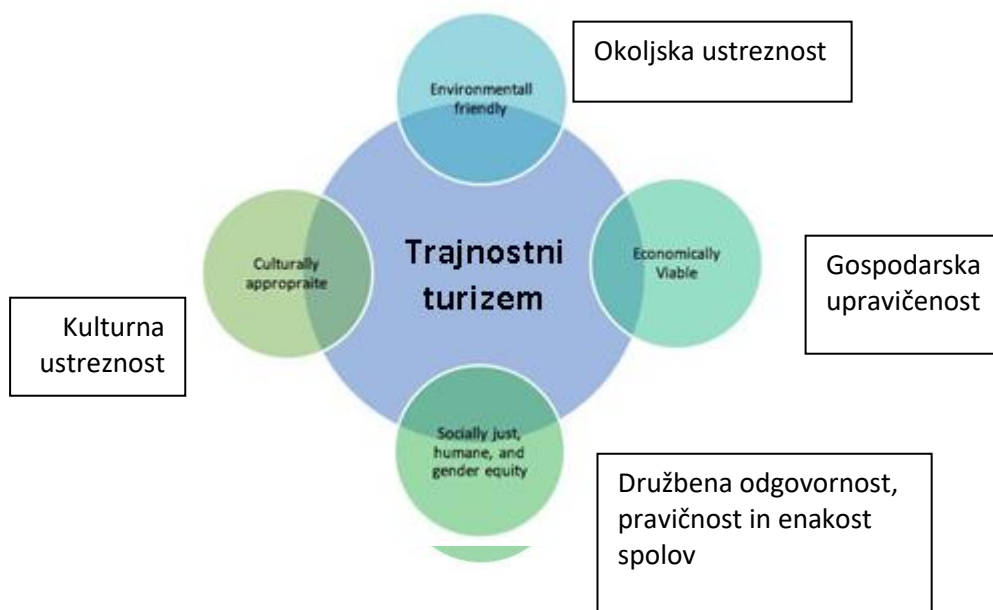 Okoljska ustreznost
Environmentall
friendly
Trajnostni
turizem
Culturally
appropraite
Economically
Viable
Gospodarska
upravičenost
Kulturna
ustreznost
Socially just,
humane, and
gender equity
Družbena odgovornost,
pravičnost in enakost
spolov